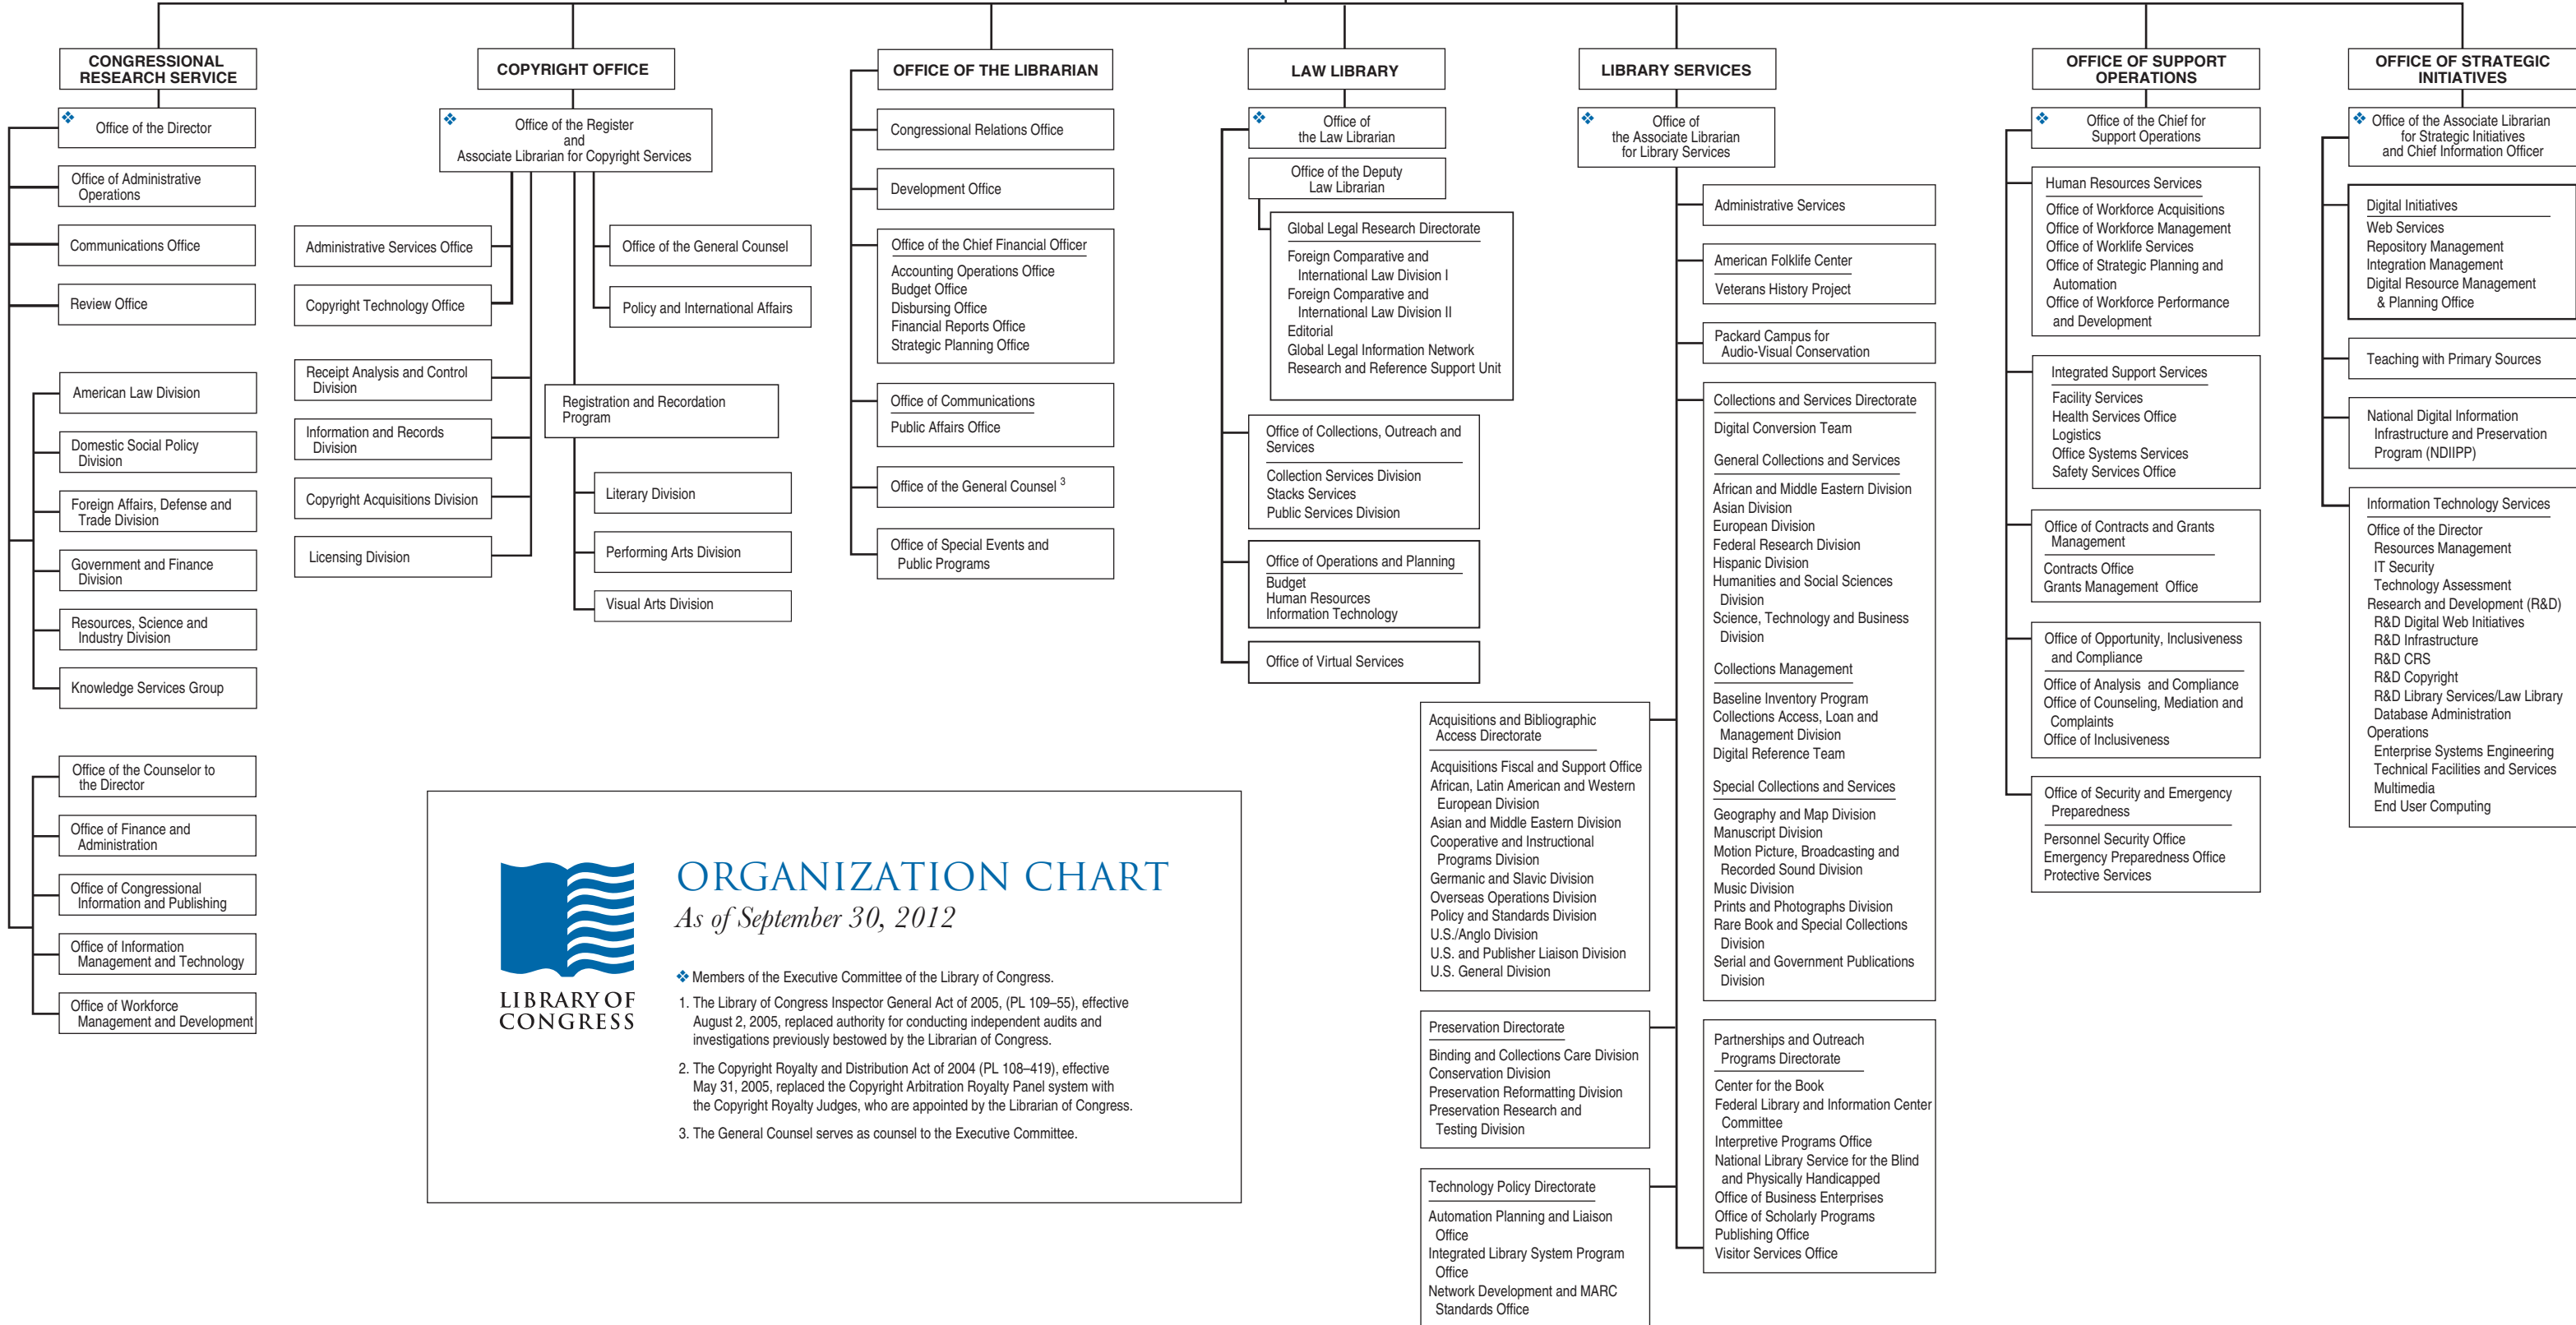 CONGRESSIONAL
RESEARCH SERVICE
❖ Office of the Director
Office of Administrative
Operations
Communications Office
Review Office
American Law Division
Domestic Social Policy
Division
Foreign Affairs, Defense and
Trade Division
Government and Finance
Division
Resources, Science and
Industry Division
Knowledge Services Group
Office of the Counselor to
the Director
Office of Finance and
Administration
Office of Congressional
Information and Publishing
Office of Information
Management and Technology
Office of Workforce
Management and Development
COPYRIGHT OFFICE
❖ Office of the Register
and
Associate Librarian for Copyright Services
Administrative Services Office
Copyright Technology Office
Receipt Analysis and Control
Division
Information and Records
Division
Copyright Acquisitions Division
Licensing Division
Office of the General Counsel
Policy and International Affairs
Registration and Recordation
Program
Literary Division
Performing Arts Division
Visual Arts Division
OFFICE OF THE LIBRARIAN
Congressional Relations Office
Development Office
Office of the Chief Financial Officer
Accounting Operations Office
Budget Office
Disbursing Office
Financial Reports Office
Strategic Planning Office
Office of Communications
Public Affairs Office
Office of the General Counsel 3
Office of Special Events and
Public Programs
LAW LIBRARY
❖ Office of
the Law Librarian
Office of the Deputy
Law Librarian
Global Legal Research Directorate
Foreign Comparative and
International Law Division I
Foreign Comparative and
International Law Division II
Editorial
Global Legal Information Network
Research and Reference Support Unit
Office of Collections, Outreach and
Services
Collection Services Division
Stacks Services
Public Services Division
Office of Operations and Planning
Budget
Human Resources
Information Technology
Office of Virtual Services
LIBRARY SERVICES
❖ Office of
the Associate Librarian
for Library Services
Administrative Services
American Folklife Center
Veterans History Project
Packard Campus for
Audio-Visual Conservation
Collections and Services Directorate
Digital Conversion Team
General Collections and Services
African and Middle Eastern Division
Asian Division
European Division
Federal Research Division
Hispanic Division
Humanities and Social Sciences
Division
Science, Technology and Business
Division
Collections Management
Baseline Inventory Program
Collections Access, Loan and
Management Division
Digital Reference Team
Special Collections and Services
Geography and Map Division
Manuscript Division
Motion Picture, Broadcasting and
Recorded Sound Division
Music Division
Prints and Photographs Division
Rare Book and Special Collections
Division
Serial and Government Publications
Division
Acquisitions and Bibliographic
Access Directorate
Acquisitions Fiscal and Support Office
African, Latin American and Western
European Division
Asian and Middle Eastern Division
Cooperative and Instructional
Programs Division
Germanic and Slavic Division
Overseas Operations Division
Policy and Standards Division
U.S./Anglo Division
U.S. and Publisher Liaison Division
U.S. General Division
Preservation Directorate
Binding and Collections Care Division
Conservation Division
Preservation Reformatting Division
Preservation Research and
Testing Division
Partnerships and Outreach
Programs Directorate
Center for the Book
Federal Library and Information Center
Committee
Interpretive Programs Office
National Library Service for the Blind
and Physically Handicapped
Office of Business Enterprises
Office of Scholarly Programs
Publishing Office
Visitor Services Office
Technology Policy Directorate
Automation Planning and Liaison
Office
Integrated Library System Program
Office
Network Development and MARC
Standards Office
OFFICE OF SUPPORT
OPERATIONS
❖ Office of the Chief for
Support Operations
Human Resources Services
Office of Workforce Acquisitions
Office of Workforce Management
Office of Worklife Services
Office of Strategic Planning and
Automation
Office of Workforce Performance
and Development
Integrated Support Services
Facility Services
Health Services Office
Logistics
Office Systems Services
Safety Services Office
Office of Contracts and Grants
Management
Contracts Office
Grants Management Office
Office of Opportunity, Inclusiveness
and Compliance
Office of Analysis and Compliance
Office of Counseling, Mediation and
Complaints
Office of Inclusiveness
Office of Security and Emergency
Preparedness
Personnel Security Office
Emergency Preparedness Office
Protective Services
OFFICE OF STRATEGIC
INITIATIVES
❖ Office of the Associate Librarian
for Strategic Initiatives
and Chief Information Officer
Digital Initiatives
Web Services
Repository Management
Integration Management
Digital Resource Management
& Planning Office
Teaching with Primary Sources
National Digital Information
Infrastructure and Preservation
Program (NDIIPP)
Information Technology Services
Office of the Director
Resources Management
IT Security
Technology Assessment
Research and Development (R&D)
R&D Digital Web Initiatives
R&D Infrastructure
R&D CRS
R&D Copyright
R&D Library Services/Law Library
Database Administration
Operations
Enterprise Systems Engineering
Technical Facilities and Services
Multimedia
End User Computing
LIBRARY OF
CONGRESS
ORGANIZATION CHART
As of September 30, 2012
❖ Members of the Executive Committee of the Library of Congress.
1. The Library of Congress Inspector General Act of 2005, (PL 109–55), effective
August 2, 2005, replaced authority for conducting independent audits and
investigations previously bestowed by the Librarian of Congress.
2. The Copyright Royalty and Distribution Act of 2004 (PL 108–419), effective
May 31, 2005, replaced the Copyright Arbitration Royalty Panel system with
the Copyright Royalty Judges, who are appointed by the Librarian of Congress.
3. The General Counsel serves as counsel to the Executive Committee.